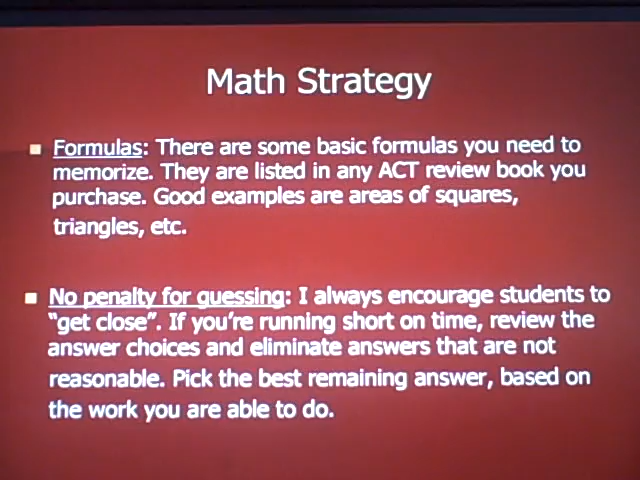 Math Strategy
Formulas: There are some basic formulas you need to
memorize. They are listed in any ACT review book you
purchase. Good examples are areas of squares,
triangles, etc.
No penalty for guessing: I always encourage students to
“get close”. If you’re running short on time, review the
answer choices and eliminate answers that are not
reasonable. Pick the best remaining answer, based on
the work you are able to do.